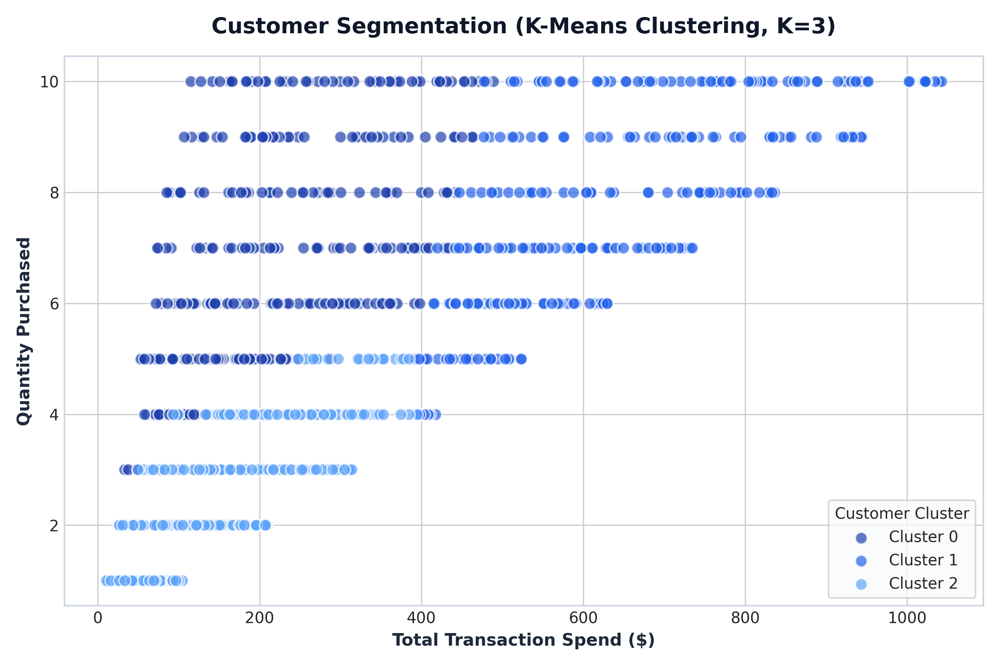 Customer Segmentation (K-Means Clustering, K=3)
Quantity Purchased
10
8
6
4
2
0
200
400
600
800
1000
Total Transaction Spend ($)
Customer Cluster
Cluster 0
Cluster 1
Cluster 2